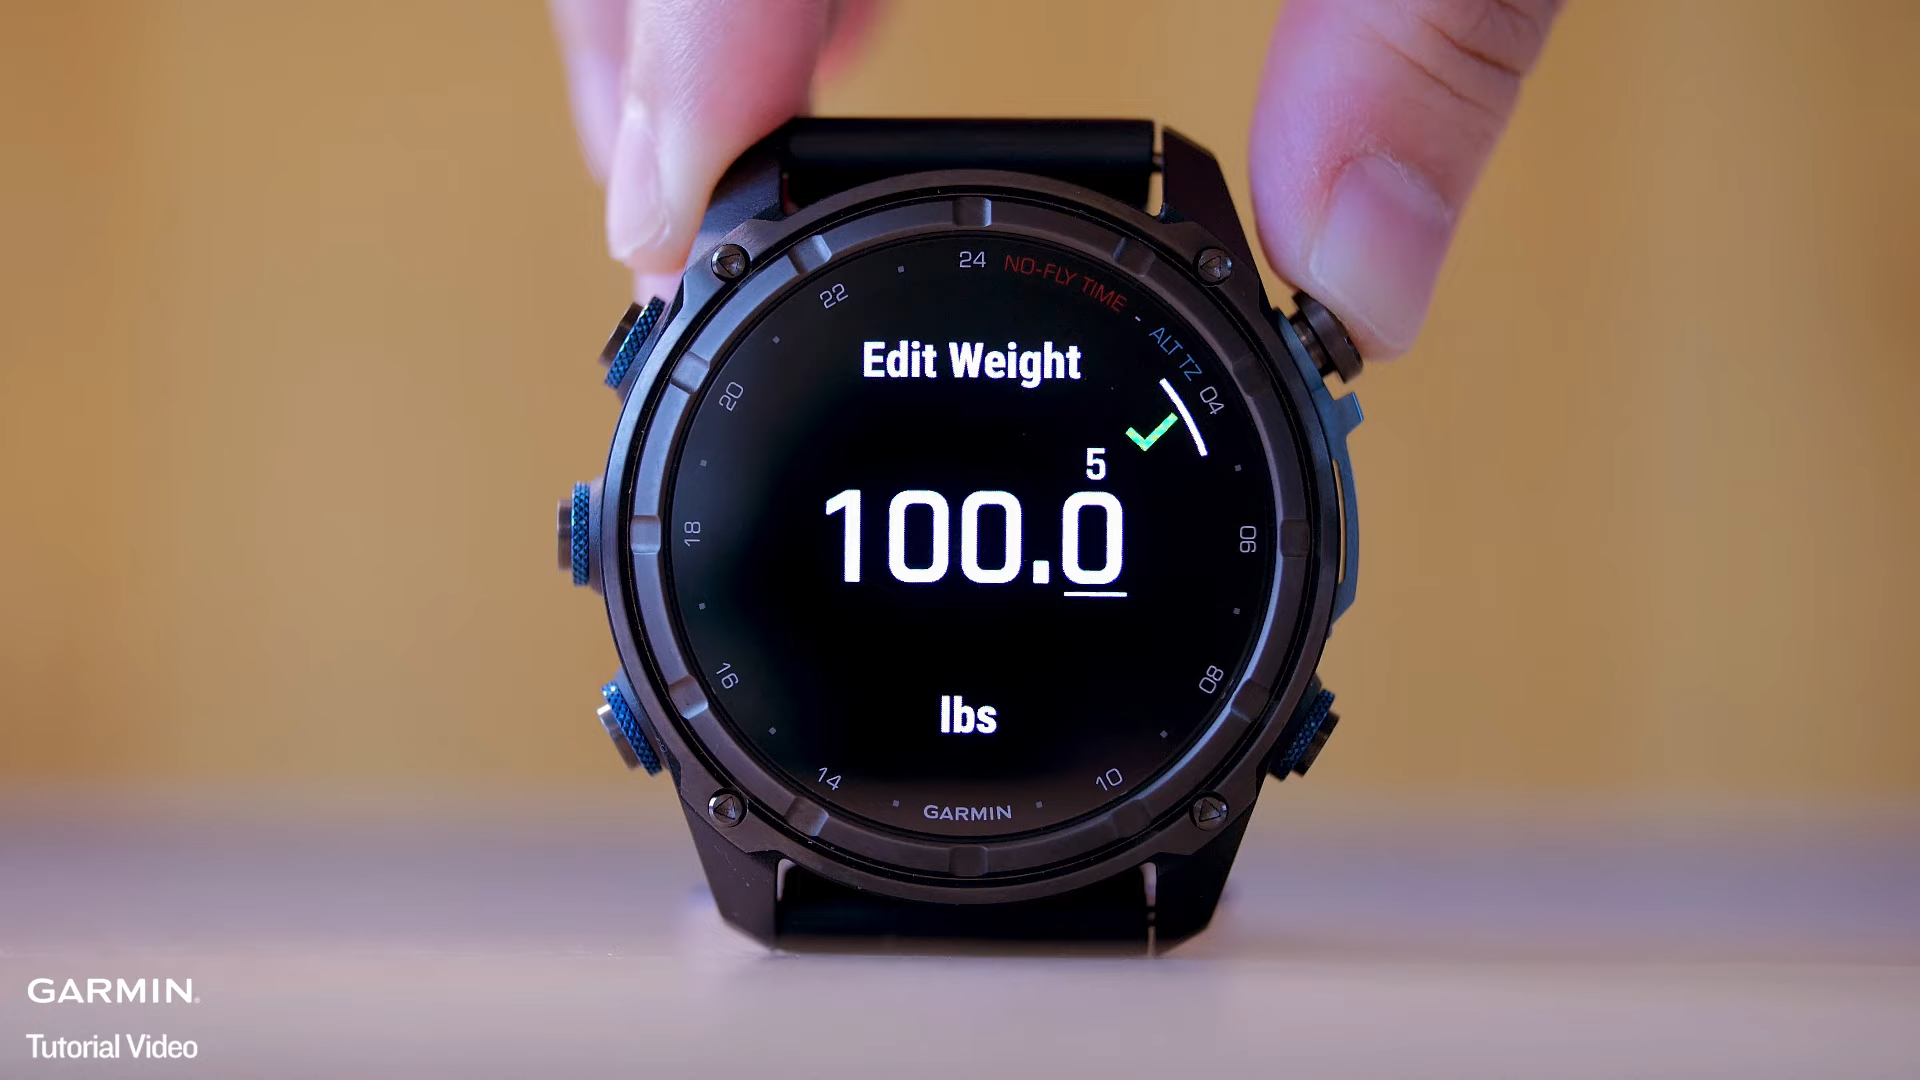 24
NO-FLY TIME
ALT TZ
04
06
08
10
GARMIN
14
16
18
20
22
Edit Weight
5
100.0
lbs
GARMIN®
Tutorial Video